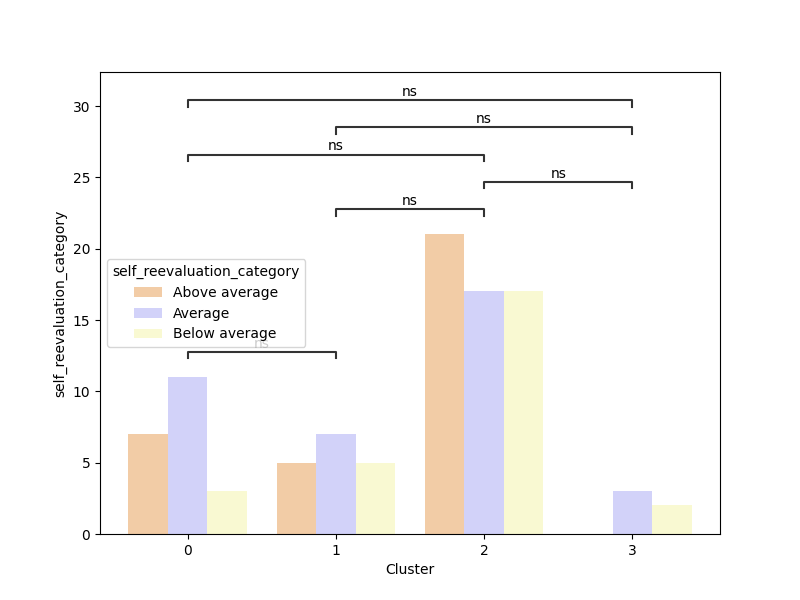 ns
30
ns
ns
25
ns
ns
20
self_reevaluation_category
self_reevaluation_category
Above average
15
Average
Below average
ns
10
5
0
0 1 2 3
Cluster